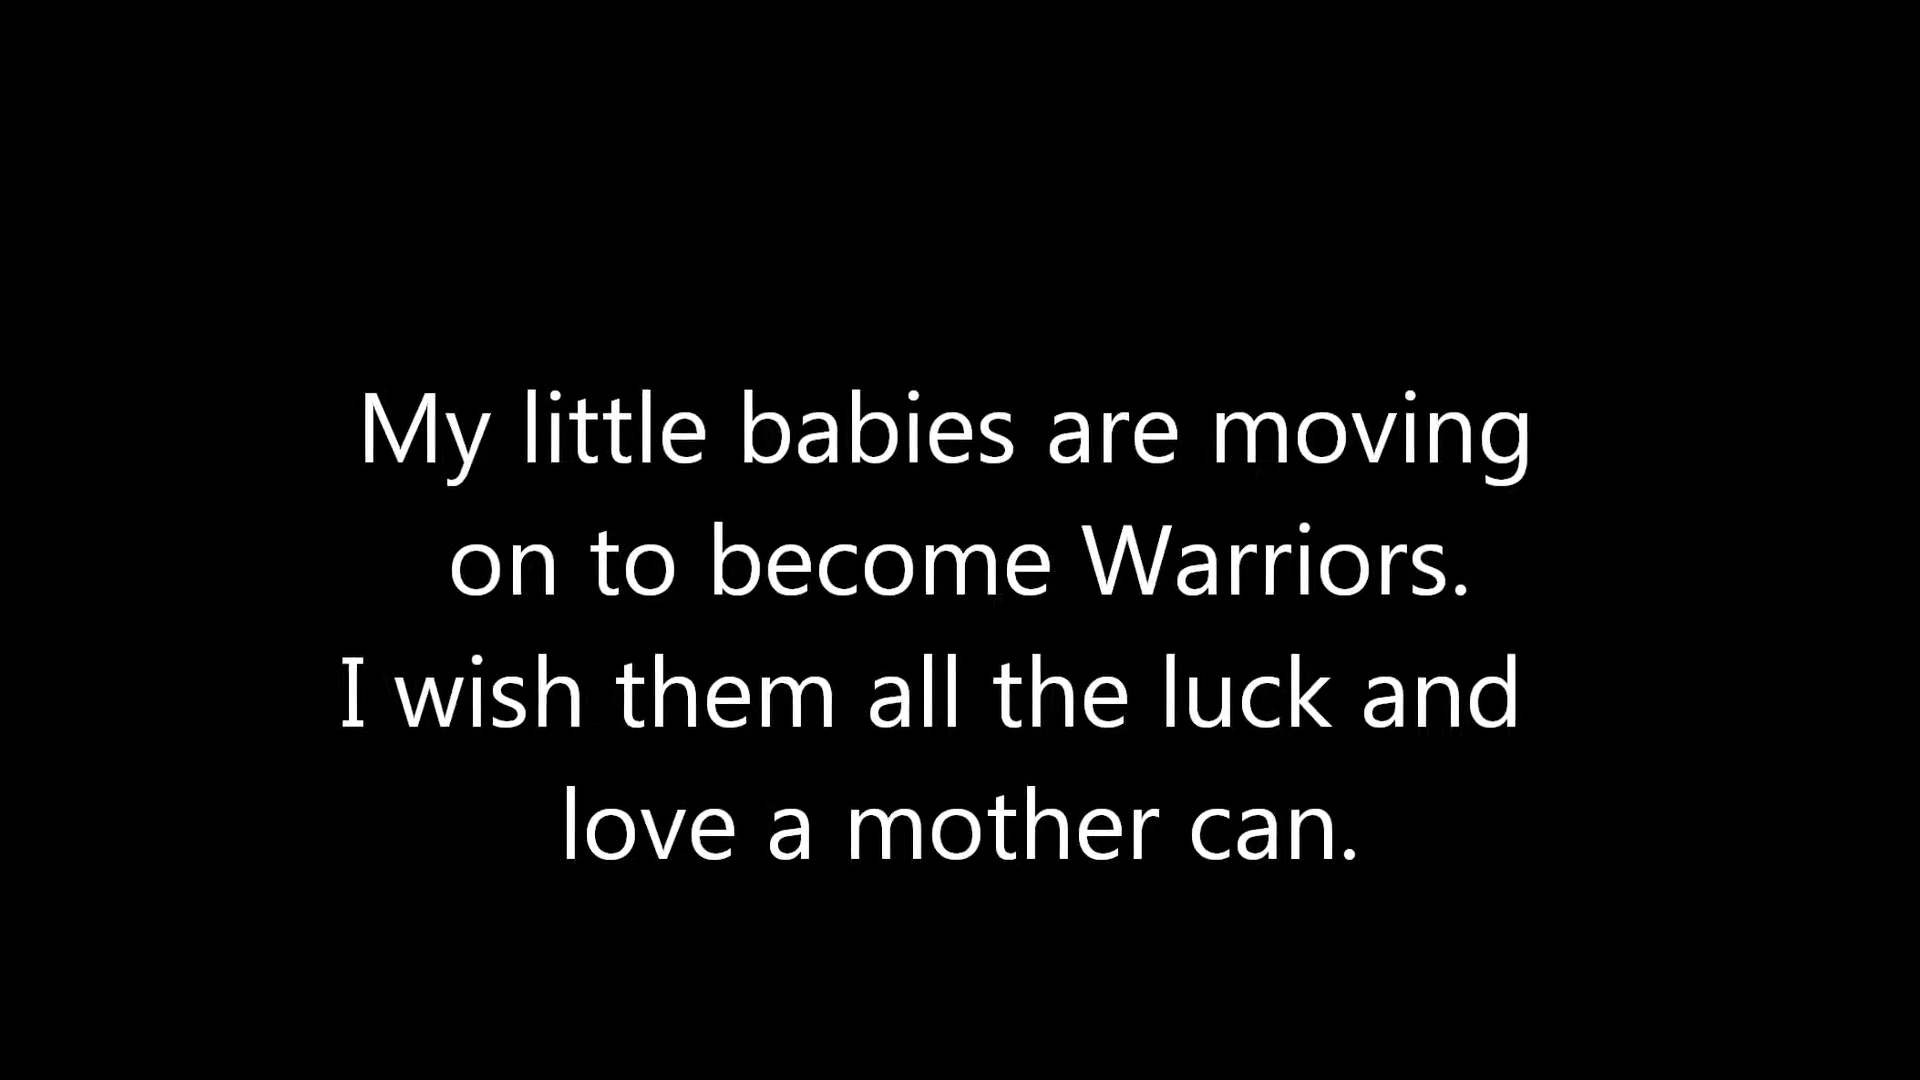 My little babies are moving
on to become Warriors.
I wish them all the luck and
love a mother can.